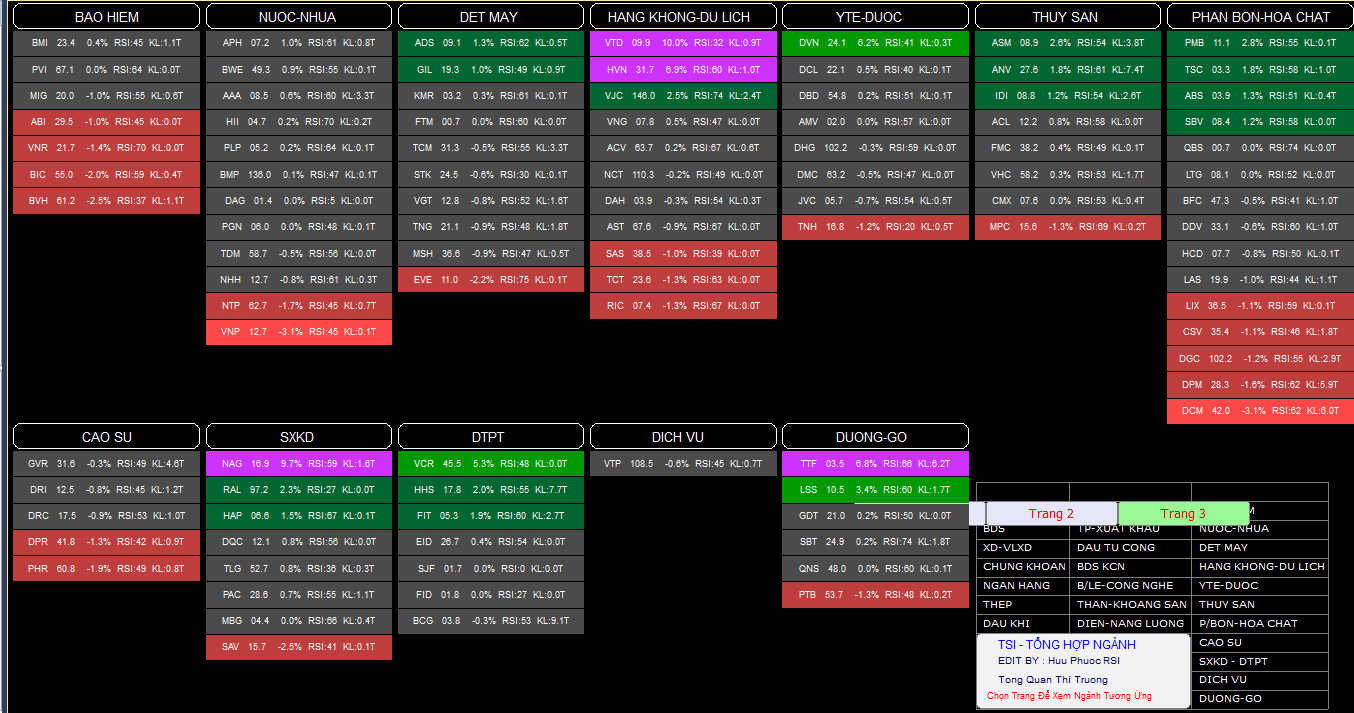 BAO HIEM
BMI 23.4 0.4% RSI:45 KL:1.1T
PVI 67.1 0.0% RSI:64 KL:0.0T
MIG 20.0 -1.0% RSI:55 KL:0.6T
ABI 29.5 -1.0% RSI:45 KL:0.0T
VNR 21.7 -1.4% RSI:70 KL:0.0T
BIC 55.0 -2.0% RSI:59 KL:0.4T
BVH 61.2 -2.5% RSI:37 KL:1.1T
NUOC-NHUA
APH 07.2 1.0% RSI:61 KL:0.8T
BWE 49.3 0.9% RSI:55 KL:0.1T
AAA 08.5 0.6% RSI:60 KL:3.3T
HII 04.7 0.2% RSI:70 KL:0.2T
PLP 05.2 0.2% RSI:64 KL:0.1T
BMP 136.0 0.1% RSI:47 KL:0.1T
DAG 01.4 0.0% RSI:5 KL:0.0T
PGN 06.0 0.0% RSI:48 KL:0.1T
TDM 58.7 -0.5% RSI:56 KL:0.0T
NHH 12.7 -0.8% RSI:61 KL:0.3T
NTP 62.7 -1.7% RSI:45 KL:0.7T
VNP 12.7 -3.1% RSI:45 KL:0.1T
DET MAY
ADS 09.1 1.3% RSI:62 KL:0.5T
GIL 19.3 1.0% RSI:49 KL:0.9T
KMR 03.2 0.3% RSI:61 KL:0.1T
FTM 00.7 0.0% RSI:60 KL:0.0T
TCM 31.3 -0.5% RSI:55 KL:3.3T
STK 24.5 -0.6% RSI:30 KL:0.1T
VGT 12.8 -0.8% RSI:52 KL:1.6T
TNG 21.1 -0.9% RSI:48 KL:1.8T
MSH 36.6 -0.9% RSI:47 KL:0.5T
EVE 11.0 -2.2% RSI:75 KL:0.1T
HANG KHONG-DU LICH
VTD 09.9 10.0% RSI:32 KL:0.9T
HVN 31.7 6.9% RSI:60 KL:1.0T
VJC 146.0 2.5% RSI:74 KL:2.4T
VNG 07.8 0.5% RSI:47 KL:0.0T
ACV 63.7 0.2% RSI:67 KL:0.6T
NCT 110.3 -0.2% RSI:49 KL:0.0T
DAH 03.9 -0.3% RSI:54 KL:0.3T
AST 67.6 -0.9% RSI:67 KL:0.0T
SAS 38.5 -1.0% RSI:39 KL:0.0T
TCT 23.6 -1.3% RSI:63 KL:0.0T
RIC 07.4 -1.3% RSI:67 KL:0.0T
YTE-DUOC
DVN 24.1 6.2% RSI:41 KL:0.3T
DCL 22.1 0.5% RSI:40 KL:0.1T
DBD 54.8 0.2% RSI:51 KL:0.1T
AMV 02.0 0.0% RSI:57 KL:0.0T
DHG 102.2 -0.3% RSI:59 KL:0.0T
DMC 63.2 -0.5% RSI:47 KL:0.0T
JVC 05.7 -0.7% RSI:54 KL:0.5T
TNH 16.8 -1.2% RSI:20 KL:0.5T
THUY SAN
ASM 08.9 2.6% RSI:54 KL:3.8T
ANV 27.6 1.8% RSI:61 KL:7.4T
IDI 08.8 1.2% RSI:54 KL:2.6T
ACL 12.2 0.8% RSI:58 KL:0.0T
FMC 38.2 0.4% RSI:49 KL:0.1T
VHC 58.2 0.3% RSI:53 KL:1.7T
CMX 07.6 0.0% RSI:53 KL:0.4T
MPC 15.6 -1.3% RSI:69 KL:0.2T
PHAN BON-HOA CHAT
PMB 11.1 2.8% RSI:55 KL:0.1T
TSC 03.3 1.8% RSI:58 KL:1.0T
ABS 03.9 1.3% RSI:51 KL:0.4T
SBV 08.4 1.2% RSI:58 KL:0.0T
QBS 00.7 0.0% RSI:74 KL:0.0T
LTG 08.1 0.0% RSI:52 KL:0.0T
BFC 47.3 -0.5% RSI:41 KL:1.0T
DDV 33.1 -0.6% RSI:60 KL:1.0T
HCD 07.7 -0.8% RSI:50 KL:0.1T
LAS 19.9 -1.0% RSI:44 KL:1.1T
LIX 36.5 -1.1% RSI:59 KL:0.1T
CSV 35.4 -1.1% RSI:46 KL:1.8T
DGC 102.2 -1.2% RSI:55 KL:2.9T
DPM 28.3 -1.6% RSI:62 KL:5.9T
DCM 42.0 -3.1% RSI:62 KL:6.0T
CAO SU
GVR 31.6 -0.3% RSI:49 KL:4.6T
DRI 12.5 -0.8% RSI:45 KL:1.2T
DRC 17.5 -0.9% RSI:53 KL:1.0T
DPR 41.8 -1.3% RSI:42 KL:0.9T
PHR 60.8 -1.9% RSI:49 KL:0.8T
SXKD
NAG 16.9 9.7% RSI:59 KL:1.6T
RAL 97.2 2.3% RSI:27 KL:0.0T
HAP 06.6 1.5% RSI:67 KL:0.1T
DQC 12.1 0.8% RSI:56 KL:0.0T
TLG 52.7 0.8% RSI:36 KL:0.3T
PAC 28.6 0.7% RSI:55 KL:1.1T
MBG 04.4 0.0% RSI:66 KL:0.4T
SAV 15.7 -2.5% RSI:41 KL:0.1T
DTPT
VCR 45.5 5.3% RSI:48 KL:0.0T
HHS 17.8 2.0% RSI:55 KL:7.7T
FIT 05.3 1.9% RSI:60 KL:2.7T
EID 26.7 0.4% RSI:54 KL:0.0T
SJF 01.7 0.0% RSI:0 KL:0.0T
FID 01.8 0.0% RSI:27 KL:0.0T
BCG 03.8 -0.3% RSI:53 KL:9.1T
DICH VU
VTP 108.5 -0.6% RSI:45 KL:0.7T
DUONG-GO
TTF 03.5 6.8% RSI:66 KL:6.2T
LSS 10.5 3.4% RSI:60 KL:1.7T
GDT 21.0 0.2% RSI:50 KL:0.0T
SBT 24.9 0.2% RSI:74 KL:1.8T
QNS 48.0 0.0% RSI:60 KL:0.1T
PTB 53.7 -1.3% RSI:48 KL:0.2T
Trang 2 Trang 3
BDS TP-XUAT KHAU NUOC-NHUA
XD-VLXD DAU TU CONG DET MAY
CHUNG KHOAN BDS KCN HANG KHONG-DU LICH
NGAN HANG B/LE-CONG NGHE YTE-DUOC
THEP THAN-KHOANG SAN THUY SAN
DAU KHI DIEN-NANG LUONG P/BON-HOA CHAT
CAO SU
SXKD - DTPT
DICH VU
DUONG-GO
TSI - TỔNG HỢP NGÀNH
EDIT BY : Huu Phuoc RSI
Tong Quan Thi Truong
Chọn Trang Để Xem Ngành Tương Ứng